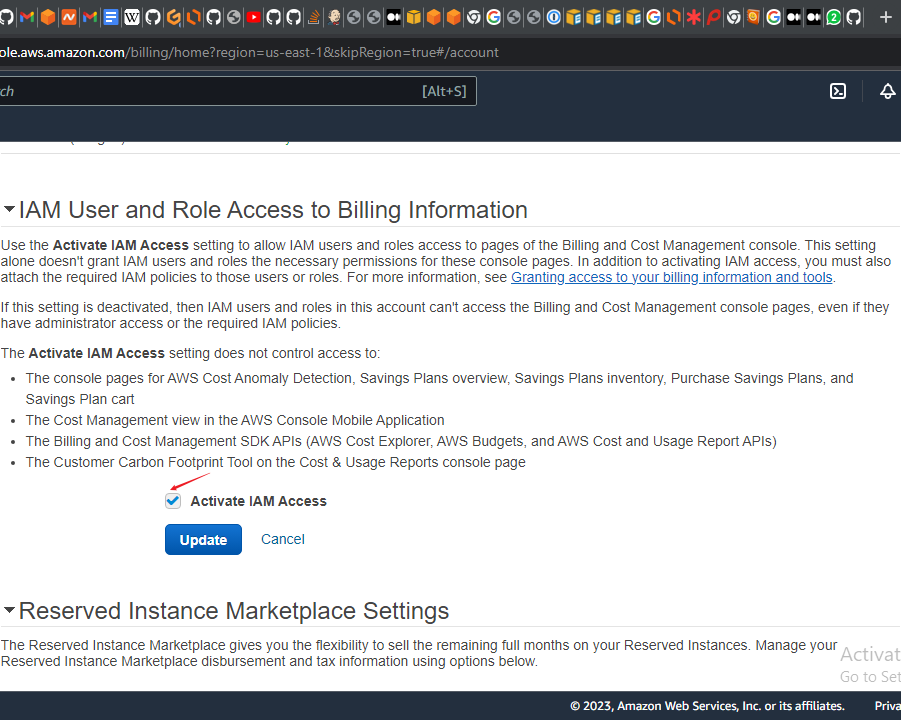 ole.aws.amazon.com/billing/home?region=us-east-1&skipRegion=true#/account
ch
[Alt+S]
IAM User and Role Access to Billing Information
Use the Activate IAM Access setting to allow IAM users and roles access to pages of the Billing and Cost Management console. This setting
alone doesn't grant IAM users and roles the necessary permissions for these console pages. In addition to activating IAM access, you must also
attach the required IAM policies to those users or roles. For more information, see Granting access to your billing information and tools.
If this setting is deactivated, then IAM users and roles in this account can't access the Billing and Cost Management console pages, even if they
have administrator access or the required IAM policies.
The Activate IAM Access setting does not control access to:
• The console pages for AWS Cost Anomaly Detection, Savings Plans overview, Savings Plans inventory, Purchase Savings Plans, and
Savings Plan cart
• The Cost Management view in the AWS Console Mobile Application
• The Billing and Cost Management SDK APIs (AWS Cost Explorer, AWS Budgets, and AWS Cost and Usage Report APIs)
• The Customer Carbon Footprint Tool on the Cost & Usage Reports console page
Activate IAM Access
Update Cancel
Reserved Instance Marketplace Settings
The Reserved Instance Marketplace gives you the flexibility to sell the remaining full months on your Reserved Instances. Manage your
Reserved Instance Marketplace disbursement and tax information using options below.
Activat
Go to Set
© 2023, Amazon Web Services, Inc. or its affiliates. Priva